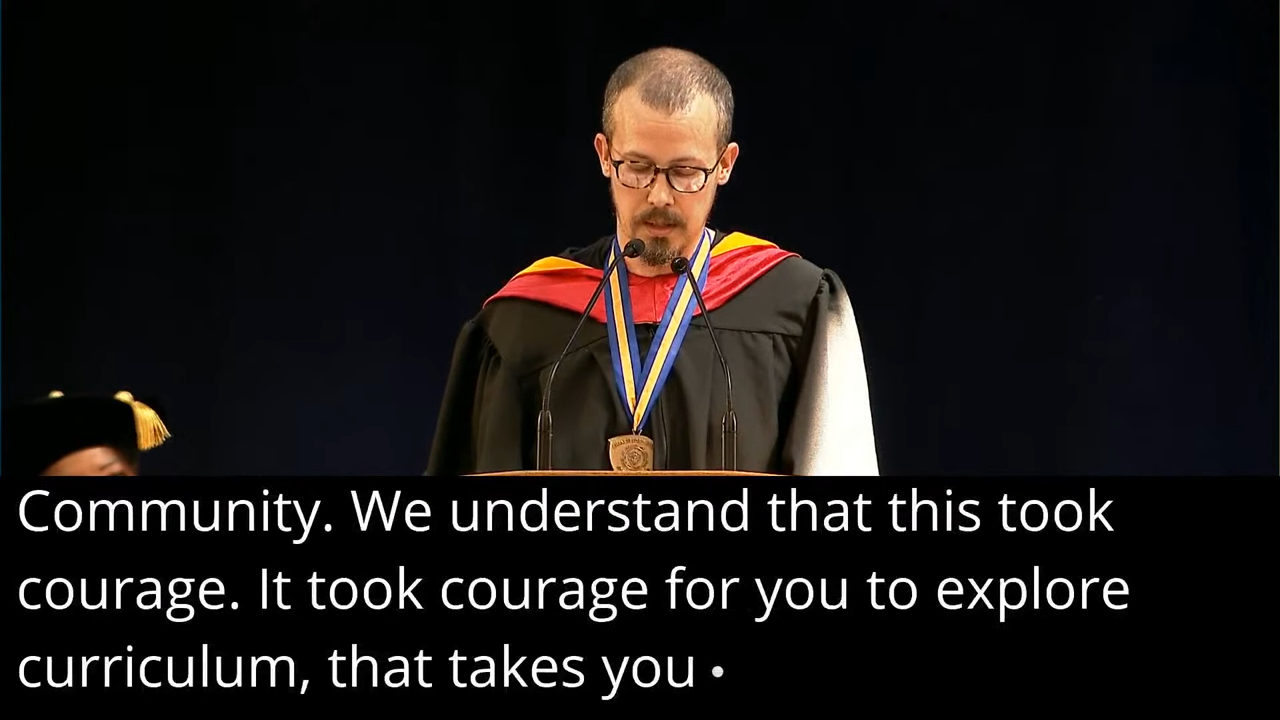 Community. We understand that this took
courage. It took courage for you to explore
curriculum, that takes you •